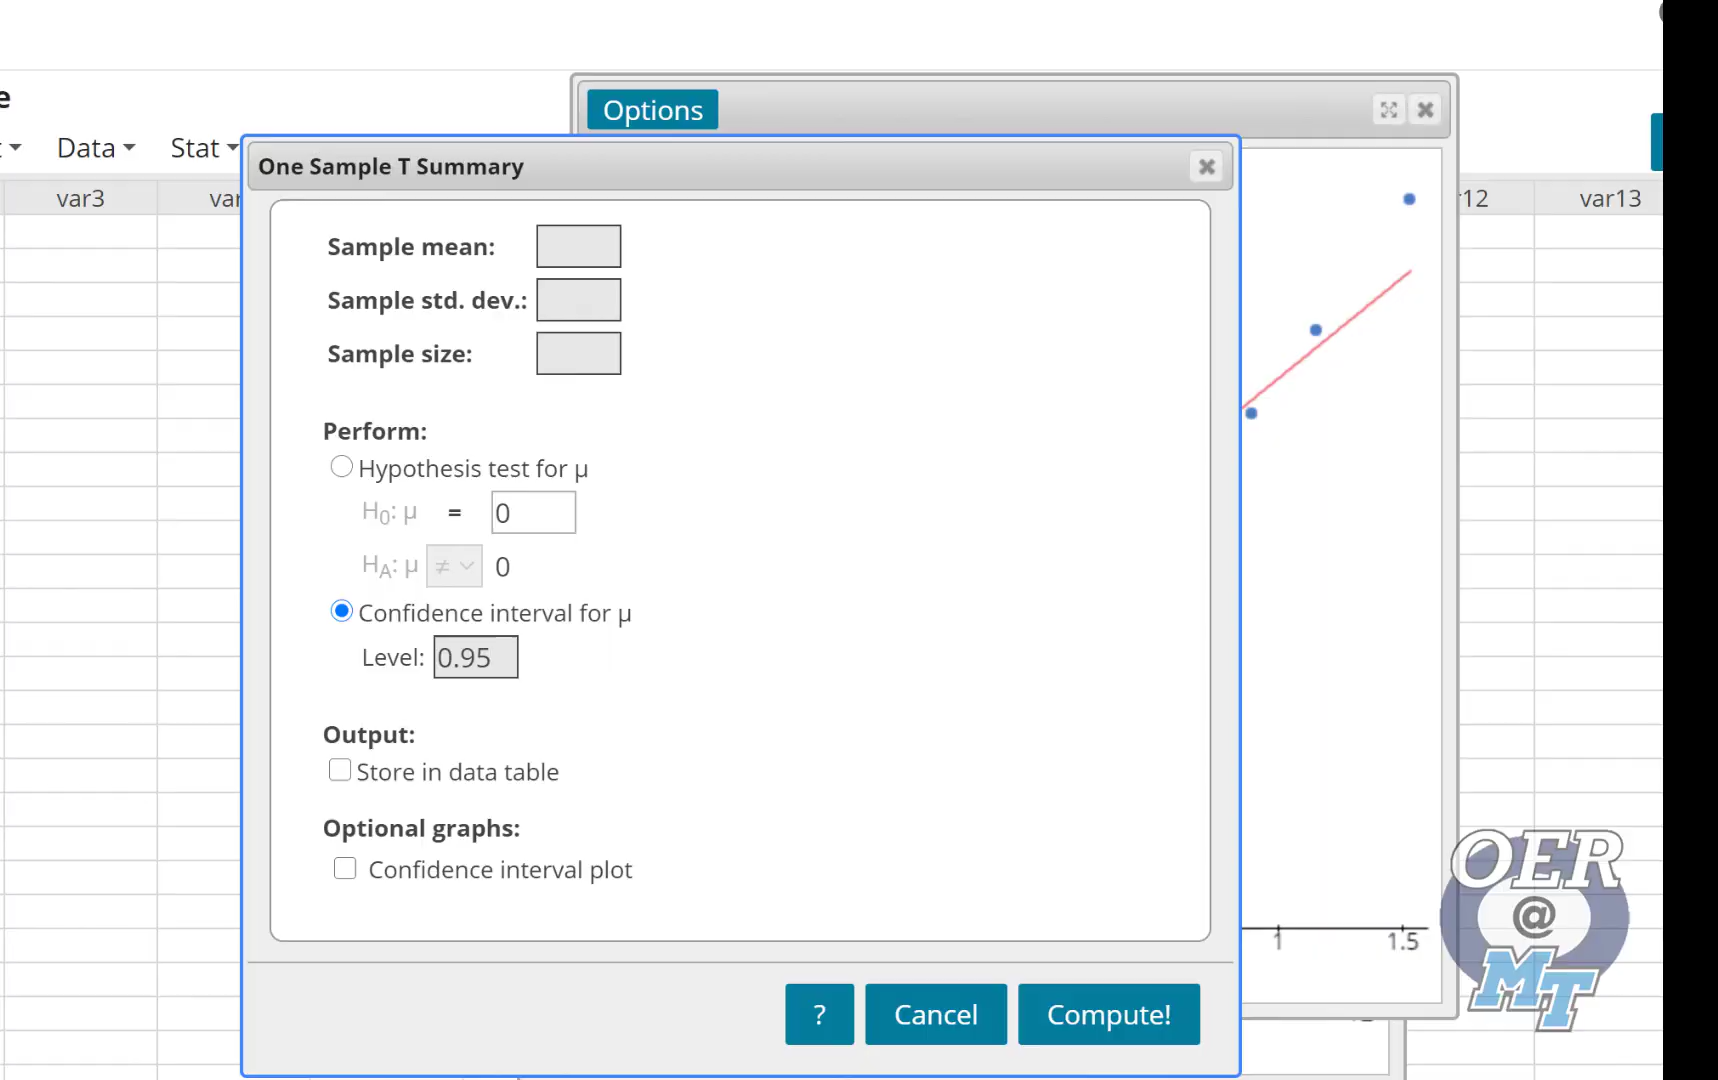 e
Options
Data
Stat
One Sample T Summary
var3
var
12
var13
Sample mean:
Sample std. dev.:
Sample size:
Perform:
Hypothesis test for μ
H0: μ = 0
HA: μ ≠ 0
Confidence interval for μ
Level: 0.95
Output:
Store in data table
Optional graphs:
Confidence interval plot
1
1.5
? Cancel Compute!
OER
@
MT